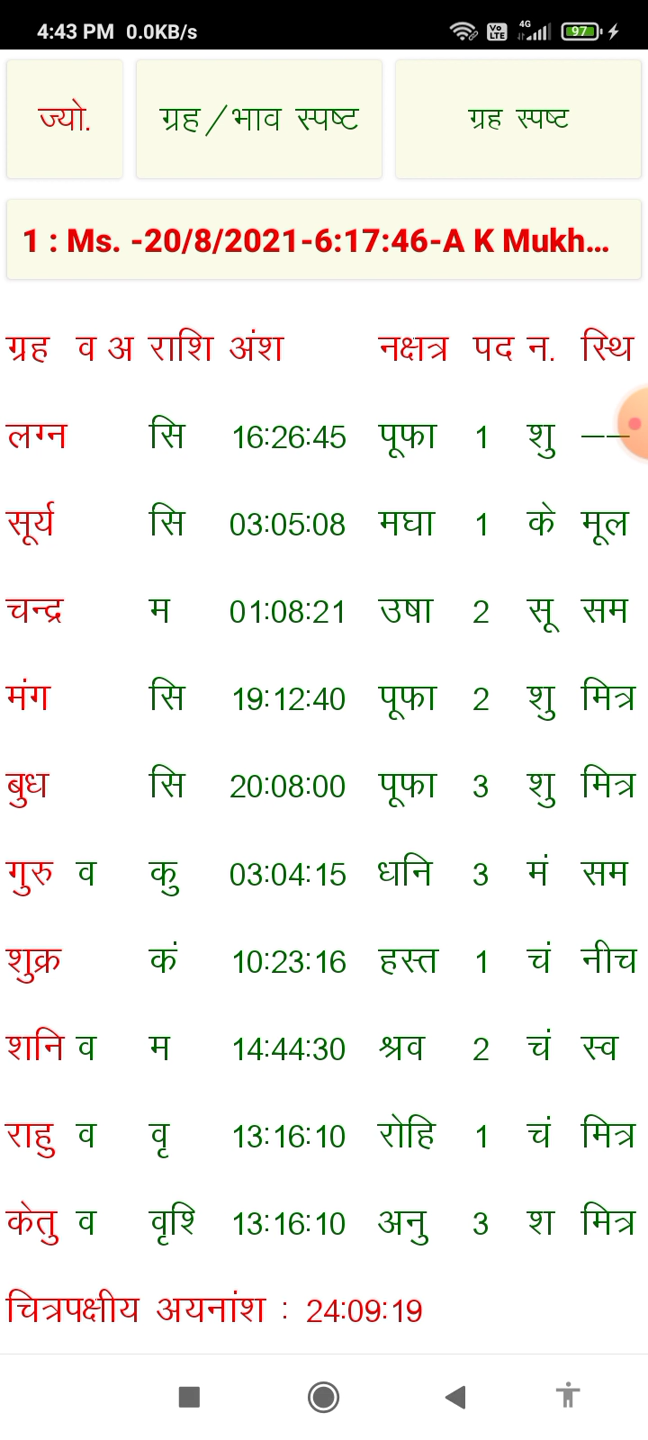 4:43 PM 0.0KB/s Vo LTE 4G 97
ज्यो. ग्रह/भाव स्पष्ट ग्रह स्पष्ट
1 : Ms. -20/8/2021-6:17:46-A K Mukh...
ग्रह व अ राशि अंश नक्षत्र पद न. स्थि
लग्न सि 16:26:45 पूफा 1 शु ——
सूर्य सि 03:05:08 मघा 1 के मूल
चन्द्र म 01:08:21 उषा 2 सू सम
मंग सि 19:12:40 पूफा 2 शु मित्र
बुध सि 20:08:00 पूफा 3 शु मित्र
गुरु व कु 03:04:15 धनि 3 मं सम
शुक्र कं 10:23:16 हस्त 1 चं नीच
शनि व म 14:44:30 श्रव 2 चं स्व
राहु व वृ 13:16:10 रोहि 1 चं मित्र
केतु व वृश्चि 13:16:10 अनु 3 श मित्र
चित्रपक्षीय अयनांश : 24:09:19